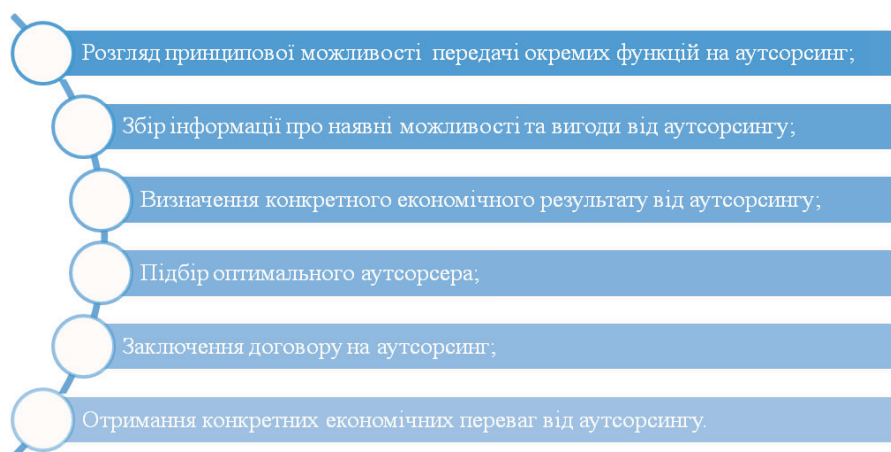 Розгляд принципової можливості передачі окремих функцій на аутсорсинг;
Збір інформації про наявні можливості та вигоди від аутсорсингу;
Визначення конкретного економічного результату від аутсорсингу;
Підбір оптимального аутсорсера;
Заключення договору на аутсорсинг;
Отримання конкретних економічних переваг від аутсорсингу.